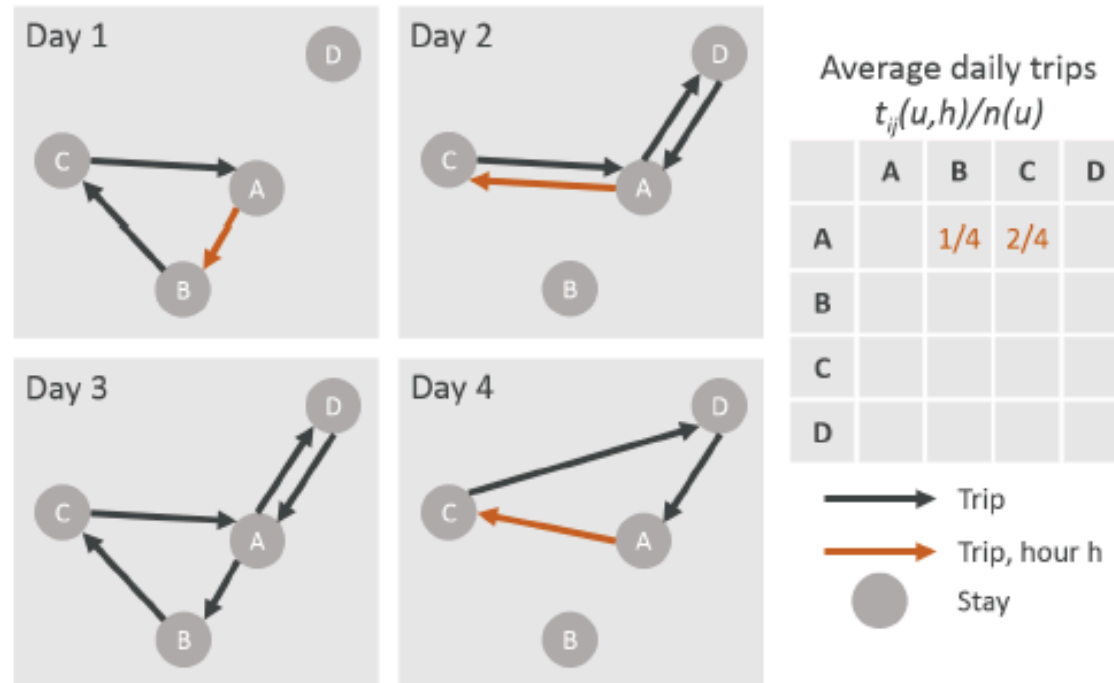 Day 1
D
C
A
B
Day 2
D
C
A
B
Day 3
D
C
A
B
Day 4
D
C
A
B
Average daily trips
t_ij(u,h)/n(u)
A B C D
A 1/4 2/4
B
C
D
Trip
Trip, hour h
Stay